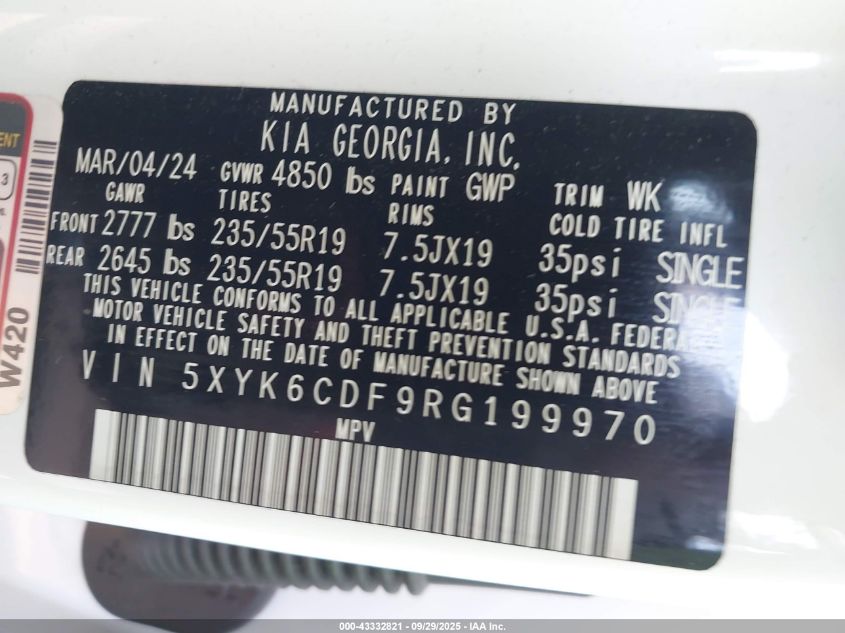 MANUFACTURED BY
KIA GEORGIA, INC.
MAR/04/24 GVWR 4850 lbs PAINT GWP TRIM WK
GAWR TIRES RIMS COLD TIRE INFL
FRONT 2777 lbs 235/55R19 7.5JX19 35psi SINGLE
REAR 2645 lbs 235/55R19 7.5JX19 35psi SINGLE
THIS VEHICLE CONFORMS TO ALL APPLICABLE U.S.A. FEDERAL
MOTOR VEHICLE SAFETY AND THEFT PREVENTION STANDARDS
IN EFFECT ON THE DATE OF MANUFACTURE SHOWN ABOVE
VIN 5XYK6CDF9RG199970
MPV
W420
3
000-43332821 - 09/29/2025 - IAA Inc.